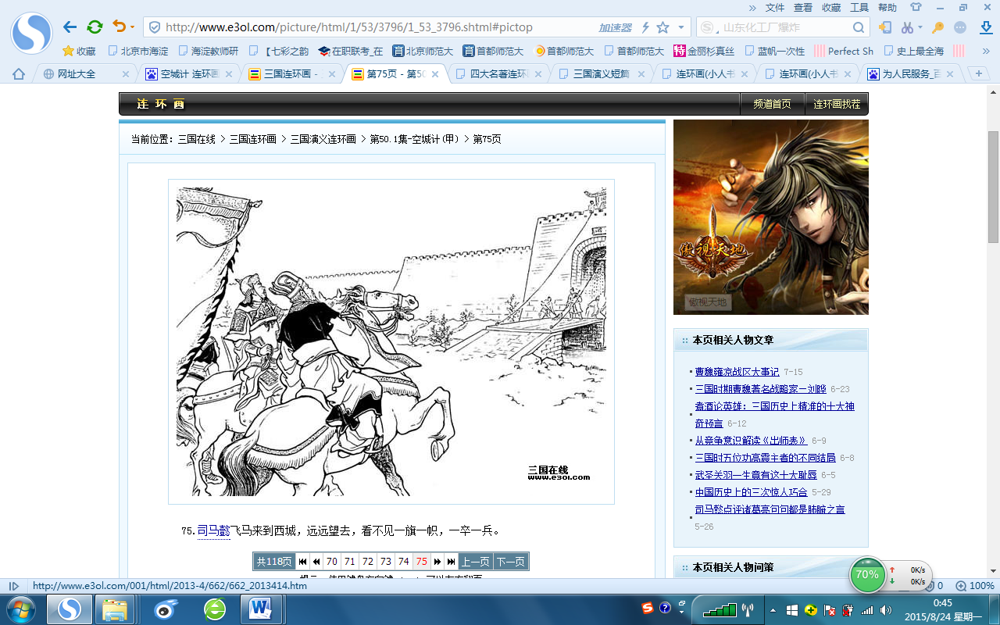 » 文件 查看 收藏 工具 帮助
http://www.e3ol.com/picture/html/1/53/3796/1_53_3796.shtml#pictop 加速器 山东化工厂爆炸
收藏 北京市海淀 海淀教师研 【七彩之韵 在职联考_在 北京师范大 首都师范大 首都师范大 首都师范大 特 金丽杉真丝 蓝帆一次性 Perfect Sh 史上最全海 »
网址大全 空城计 连环画 三国连环画 - 第75页 - 第50 四大名著连环 三国演义短篇 连环画(小人书 连环画(小人书 为人民服务_百
连环画 频道首页 连环画找茬
当前位置：三国在线 > 三国连环画 > 三国演义连环画 > 第50.1集-空城计(甲) > 第75页
傲视天地
傲视天地
三国在线
www.e3ol.com
75.司马懿飞马来到西城，远远望去，看不见一旗一帜，一卒一兵。
共118页 70 71 72 73 74 75 上一页 下一页
本页相关人物文章
曹魏雍凉战区大事记 7-15
三国时期曹魏著名战略家—刘晔 6-23
煮酒论英雄：三国历史上精准的十大神
奇预言 6-12
从竞争意识解读《出师表》 6-9
三国时五位功高震主者的不同结局 6-8
武圣关羽一生竟有这十大耻辱 6-5
中国历史上的三次惊人巧合 5-29
司马懿点评诸葛亮句句都是肺腑之言
5-26
本页相关人物问策
70% 0K/s
0K/s
http://www.e3ol.com/001/html/2013-4/662/662_2013414.htm 0 100%
0:45
2015/8/24 星期一